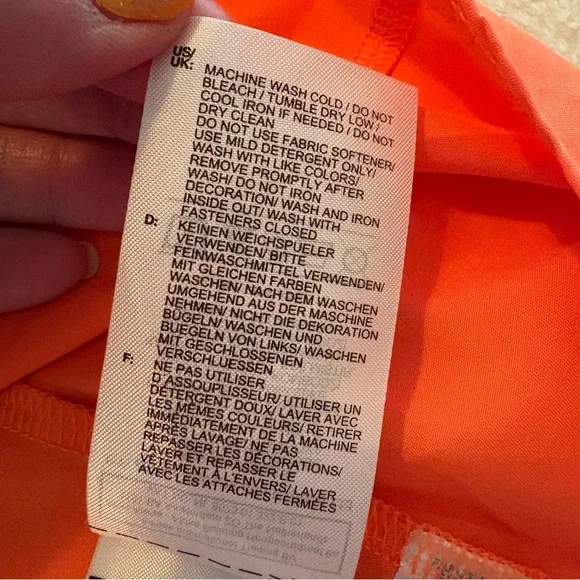 US/
UK:
MACHINE WASH COLD / DO NOT
BLEACH / TUMBLE DRY LOW /
COOL IRON IF NEEDED / DO NOT
DRY CLEAN
DO NOT USE FABRIC SOFTENER/
USE MILD DETERGENT ONLY/
WASH WITH LIKE COLORS/
REMOVE PROMPTLY AFTER
WASH/ DO NOT IRON
DECORATION/ WASH AND IRON
INSIDE OUT/ WASH WITH
FASTENERS CLOSED
D:
KEINEN WEICHSPUELER
VERWENDEN/ BITTE
FEINWASCHMITTEL VERWENDEN/
MIT GLEICHEN FARBEN
WASCHEN/ NACH DEM WASCHEN
UMGEHEND AUS DER MASCHINE
NEHMEN/ NICHT DIE DEKORATION
BÜGELN/ WASCHEN UND
BUEGELN VON LINKS/ WASCHEN
MIT GESCHLOSSENEN
VERSCHLUESSEN
F:
NE PAS UTILISER
D'ASSOUPLISSEUR/ UTILISER UN
DÉTERGENT DOUX/ LAVER AVEC
LES MÊMES COULEURS/ RETIRER
IMMÉDIATEMENT DE LA MACHINE
APRÈS LAVAGE/ NE PAS
REPASSER LES DÉCORATIONS/
LAVER ET REPASSER LE
VÊTEMENT À L'ENVERS/ LAVER
AVEC LES ATTACHES FERMÉES